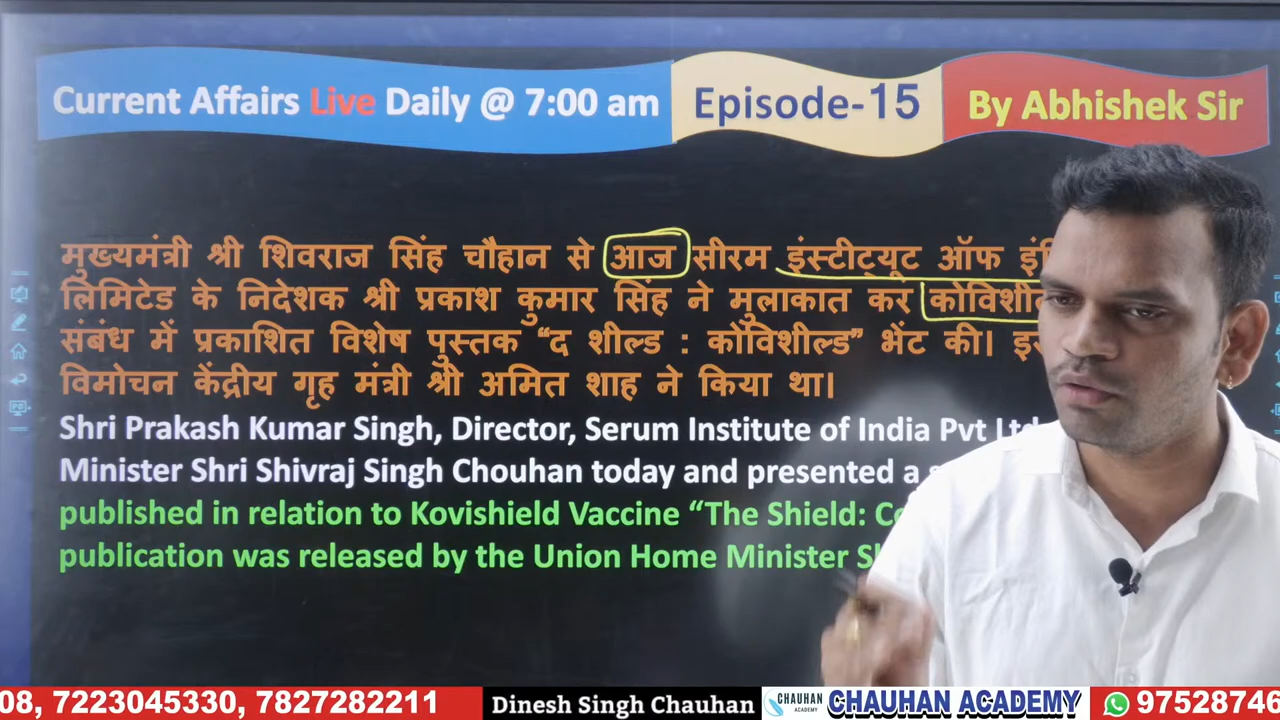 Current Affairs Live Daily @ 7:00 am Episode-15 By Abhishek Sir
मुख्यमंत्री श्री शिवराज सिंह चौहान से आज सीरम इंस्टीट्यूट ऑफ
लिमिटेड के निदेशक श्री प्रकाश कुमार सिंह ने मुलाकात कर
संबंध में प्रकाशित विशेष पुस्तक “द शील्ड : कोविशील्ड” भेंट की।
विमोचन केंद्रीय गृह मंत्री श्री अमित शाह ने किया था।
Shri Prakash Kumar Singh, Director, Serum Institute of India Pvt Ltd
Minister Shri Shivraj Singh Chouhan today and presented a
published in relation to Kovishield Vaccine “The Shield:
publication was released by the Union Home Minister
08, 7223045330, 7827282211 Dinesh Singh Chauhan CHAUHAN ACADEMY CHAUHAN ACADEMY 97528746